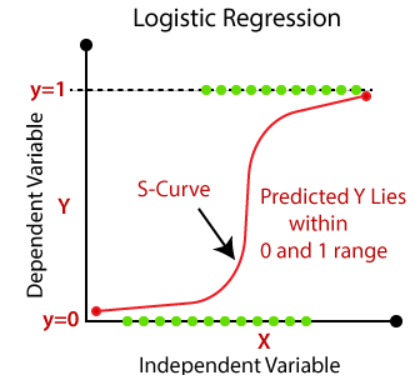 Logistic Regression
y=1
Dependent Variable
Y
S-Curve
Predicted Y Lies
within
0 and 1 range
y=0
X
Independent Variable